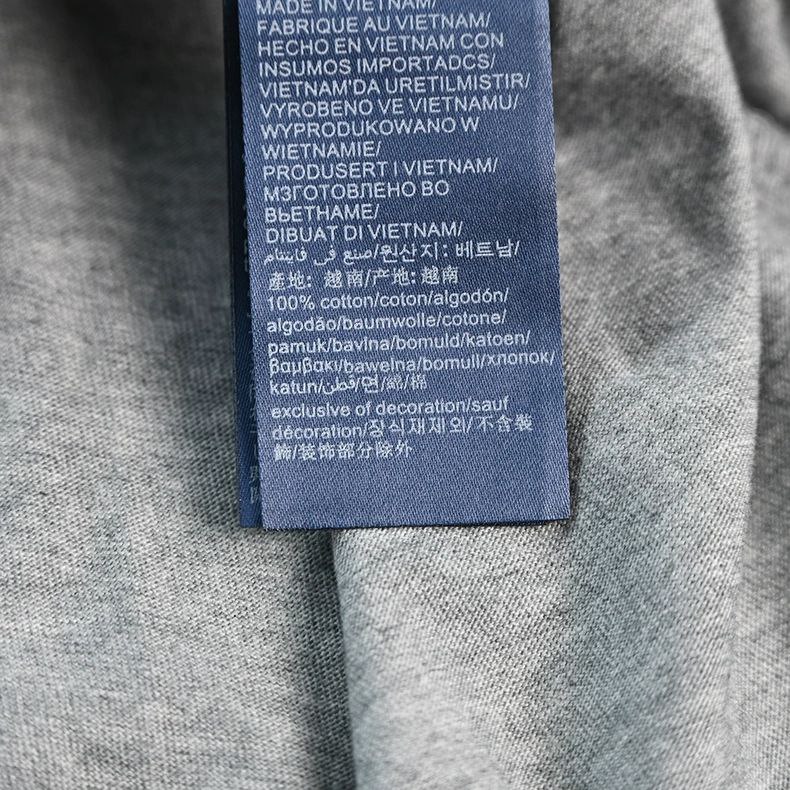 MADE IN VIETNAM/
FABRIQUE AU VIETNAM/
HECHO EN VIETNAM CON
INSUMOS IMPORTADCS/
VIETNAM'DA URETILMISTIR/
VYROBENO VE VIETNAMU/
WYPRODUKOWANO W
WIETNAMIE/
PRODUSERT I VIETNAM/
MЗГOTOBЛEHO BO
BЬETHAME/
DIBUAT DI VIETNAM/
صنع في فايتنام/원산지: 베트남/
產地: 越南/产地: 越南
100% cotton/coton/algodón/
algodão/baumwolle/cotone/
pamuk/bavlna/bomuld/katoen/
βαμβακι/bawelna/bomull/хлопок/
katun/قطن/면/綿/棉
exclusive of decoration/sauf
décoration/장식재제외/不含裝
飾/装饰部分除外